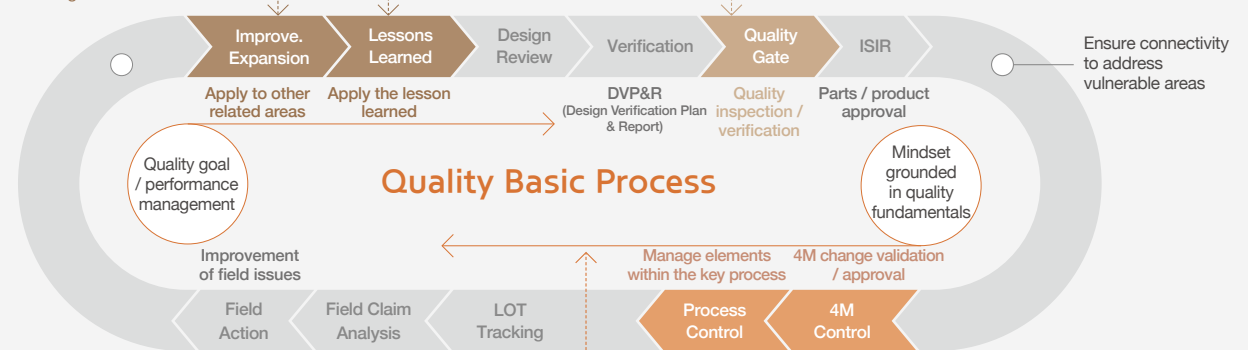 Improve.
Expansion
Lessons
Learned
Design
Review
Verification
Quality
Gate
ISIR
Ensure connectivity
to address
vulnerable areas
Apply to other
related areas
Apply the lesson
learned
DVP&R
(Design Verification Plan
& Report)
Quality
inspection /
verification
Parts / product
approval
Quality goal
/ performance
management
Quality Basic Process
Mindset
grounded
in quality
fundamentals
Improvement
of field issues
Manage elements
within the key process
4M change validation
/ approval
Field
Action
Field Claim
Analysis
LOT
Tracking
Process
Control
4M
Control